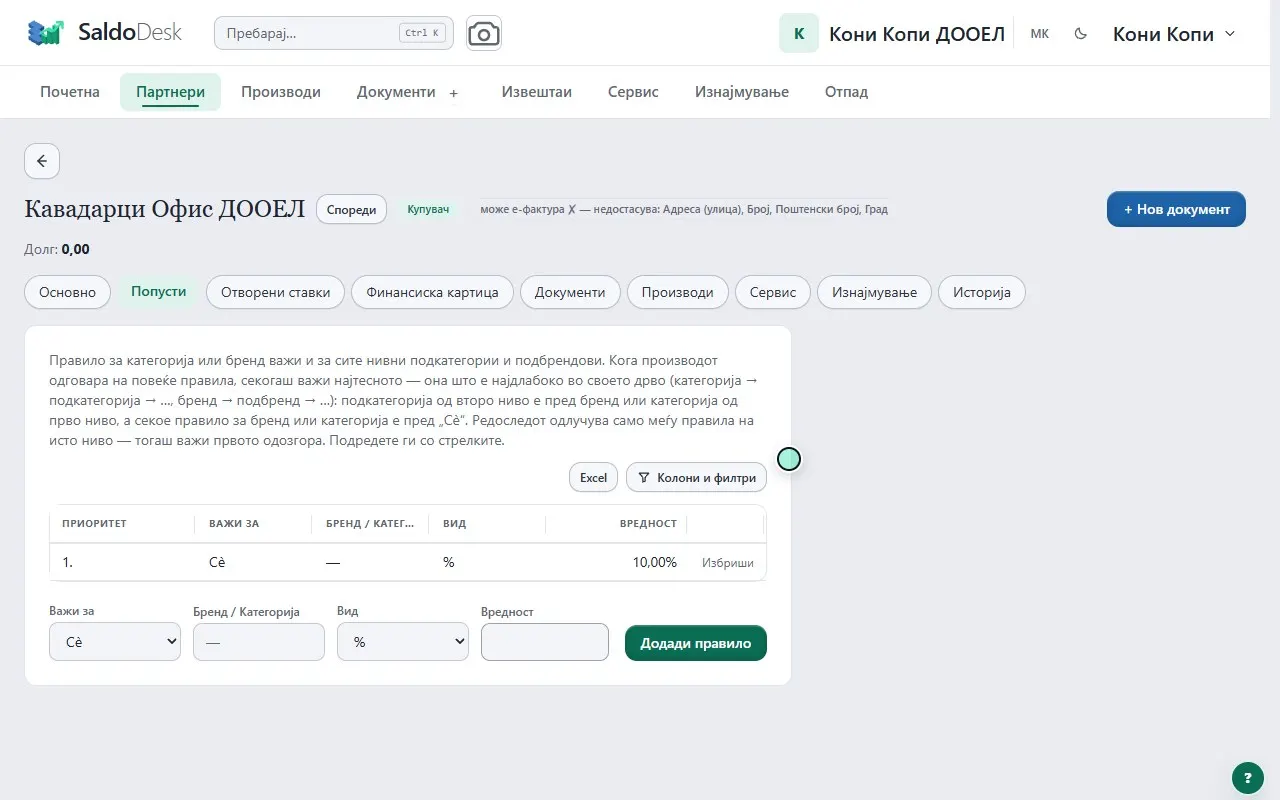 SaldoDesk
Пребарај...
Ctrl K
К
Кони Копи ДООЕЛ
МК
Кони Копи
Почетна
Партнери
Производи
Документи +
Извештаи
Сервис
Изнајмување
Отпад
Кавадарци Офис ДООЕЛ
Според​и
Купувач
може е-фактура ✗ — недостасува: Адреса (улица), Број, Поштенски број, Град
+ Нов документ
Долг: 0,00
Основно
Попусти
Отворени ставки
Финансиска картица
Документи
Производи
Сервис
Изнајмување
Историја
Правило за категорија или бренд важи и за сите нивни подкатегории и подбрендови. Кога производот
одговара на повеќе правила, секогаш важи најтесното — она што е најдлабоко во своето дрво (категорија →
подкатегорија → ..., бренд → подбренд → ...): подкатегорија од второ ниво е пред бренд или категорија од
прво ниво, а секое правило за бренд или категорија е пред „Сè“. Редоследот одлучува само меѓу правила на
исто ниво — тогаш важи првото одозгора. Подредете ги со стрелките.
Excel
Колони и филтри
ПРИОРИТЕТ
ВАЖИ ЗА
БРЕНД / КАТЕГ...
ВИД
ВРЕДНОСТ
1.
Сè
—
%
10,00%
Избриши
Важи за
Бренд / Категорија
Вид
Вредност
Сè
—
%
Додади правило
?